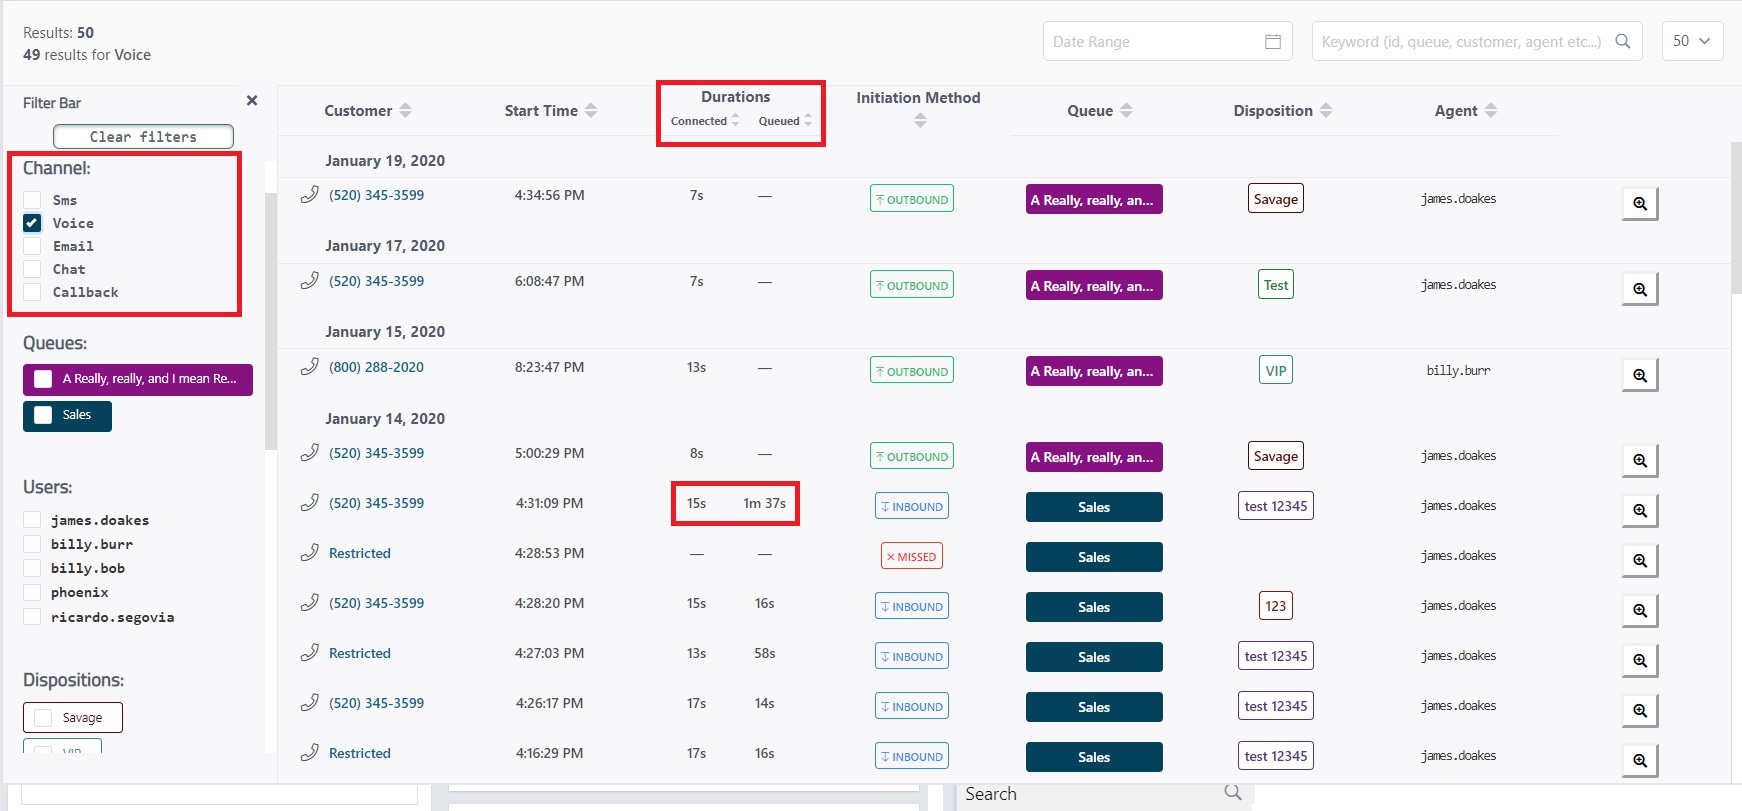 Results: 50
49 results for Voice
Date Range
Keyword (id, queue, customer, agent etc...)
50
Filter Bar
Clear filters
Channel:
Sms
Voice
Email
Chat
Callback
Queues:
A Really, really, and I mean Re...
Sales
Users:
james.doakes
billy.burr
billy.bob
phoenix
ricardo.segovia
Dispositions:
Savage
VIP
Customer Start Time Durations Initiation Method Queue Disposition Agent
Connected Queued
January 19, 2020
(520) 345-3599 4:34:56 PM 7s — OUTBOUND A Really, really, an... Savage james.doakes
January 17, 2020
(520) 345-3599 6:08:47 PM 7s — OUTBOUND A Really, really, an... Test james.doakes
January 15, 2020
(800) 288-2020 8:23:47 PM 13s — OUTBOUND A Really, really, an... VIP billy.burr
January 14, 2020
(520) 345-3599 5:00:29 PM 8s — OUTBOUND A Really, really, an... Savage james.doakes
(520) 345-3599 4:31:09 PM 15s 1m 37s INBOUND Sales test 12345 james.doakes
Restricted 4:28:53 PM — — MISSED Sales james.doakes
(520) 345-3599 4:28:20 PM 15s 16s INBOUND Sales 123 james.doakes
Restricted 4:27:03 PM 13s 58s INBOUND Sales test 12345 james.doakes
(520) 345-3599 4:26:17 PM 17s 14s INBOUND Sales test 12345 james.doakes
Restricted 4:16:29 PM 17s 16s INBOUND Sales test 12345 james.doakes
Search